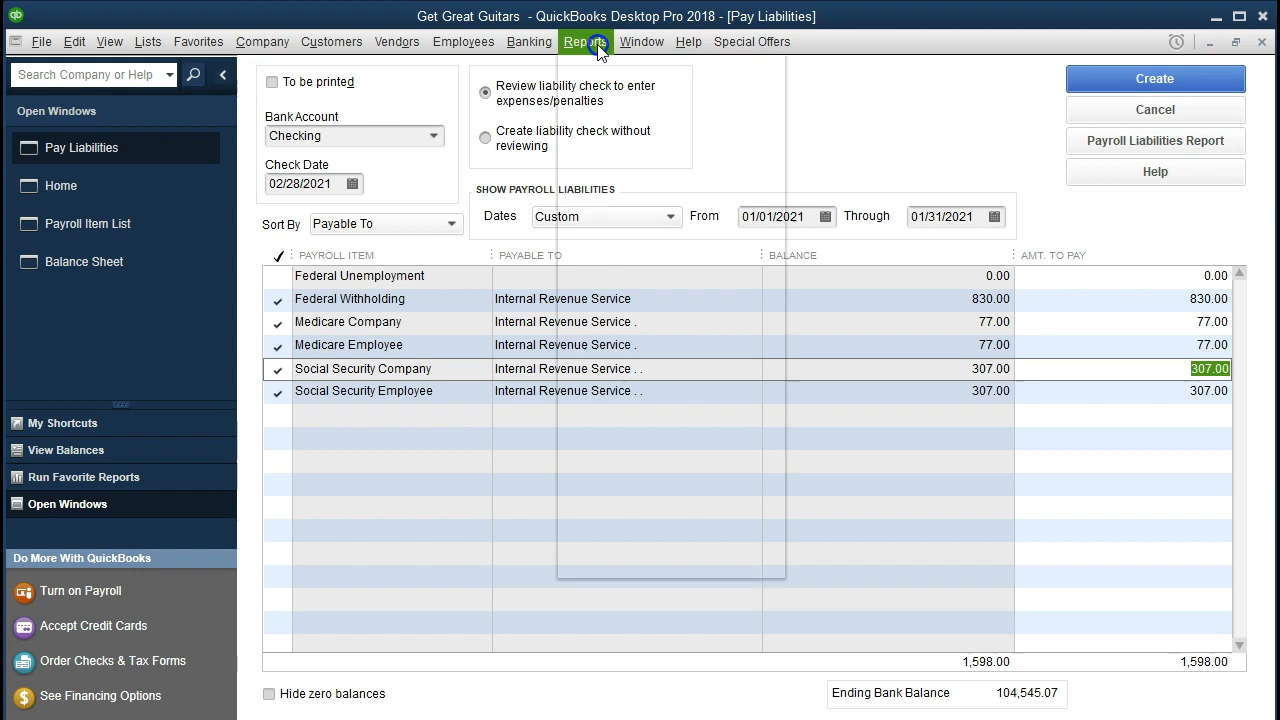 Get Great Guitars - QuickBooks Desktop Pro 2018 - [Pay Liabilities]
File Edit View Lists Favorites Company Customers Vendors Employees Banking Reports Window Help Special Offers
Search Company or Help
Open Windows
Pay Liabilities
Home
Payroll Item List
Balance Sheet
My Shortcuts
View Balances
Run Favorite Reports
Open Windows
Do More With QuickBooks
Turn on Payroll
Accept Credit Cards
Order Checks & Tax Forms
See Financing Options
To be printed
Bank Account
Checking
Check Date
02/28/2021
Review liability check to enter
expenses/penalties
Create liability check without
reviewing
Create
Cancel
Payroll Liabilities Report
Help
SHOW PAYROLL LIABILITIES
Sort By Payable To
Dates Custom From 01/01/2021 Through 01/31/2021
PAYROLL ITEM PAYABLE TO BALANCE AMT. TO PAY
Federal Unemployment 0.00 0.00
Federal Withholding Internal Revenue Service 830.00 830.00
Medicare Company Internal Revenue Service . 77.00 77.00
Medicare Employee Internal Revenue Service . 77.00 77.00
Social Security Company Internal Revenue Service . . 307.00 307.00
Social Security Employee Internal Revenue Service . . 307.00 307.00
1,598.00 1,598.00
Hide zero balances
Ending Bank Balance 104,545.07